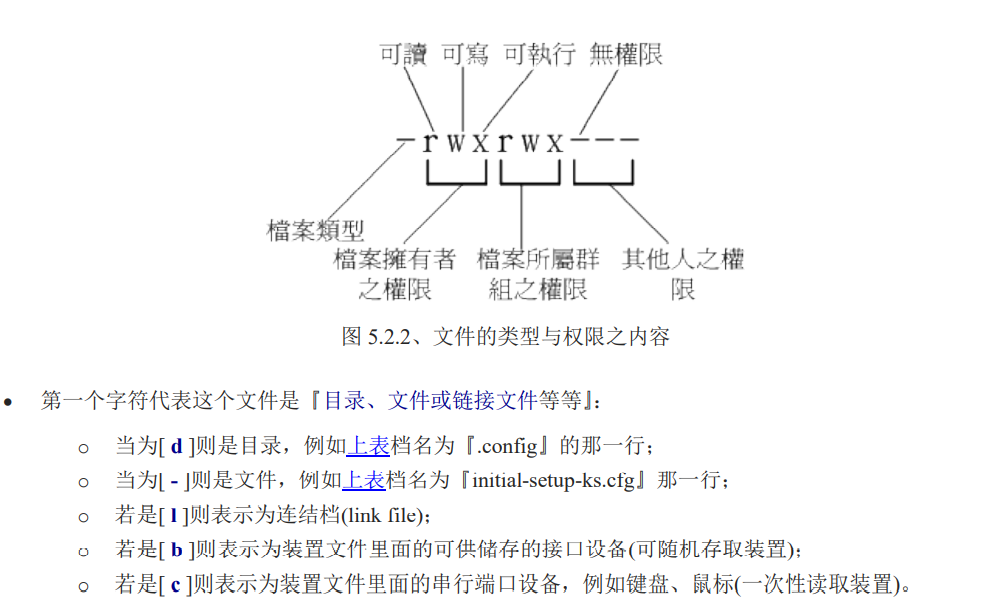 可讀 可寫 可執行 無權限
-rwxrwx---
檔案類型
檔案擁有者 檔案所屬群 其他人之權
之權限 組之權限 限
图 5.2.2、文件的类型与权限之内容
• 第一个字符代表这个文件是『目录、文件或链接文件等等』：
o 当为[ d ]则是目录，例如上表档名为『.config』的那一行；
o 当为[ - ]则是文件，例如上表档名为『initial-setup-ks.cfg』那一行；
o 若是[ l ]则表示为连结档(link file)；
o 若是[ b ]则表示为装置文件里面的可供储存的接口设备(可随机存取装置)；
o 若是[ c ]则表示为装置文件里面的串行端口设备，例如键盘、鼠标(一次性读取装置)。